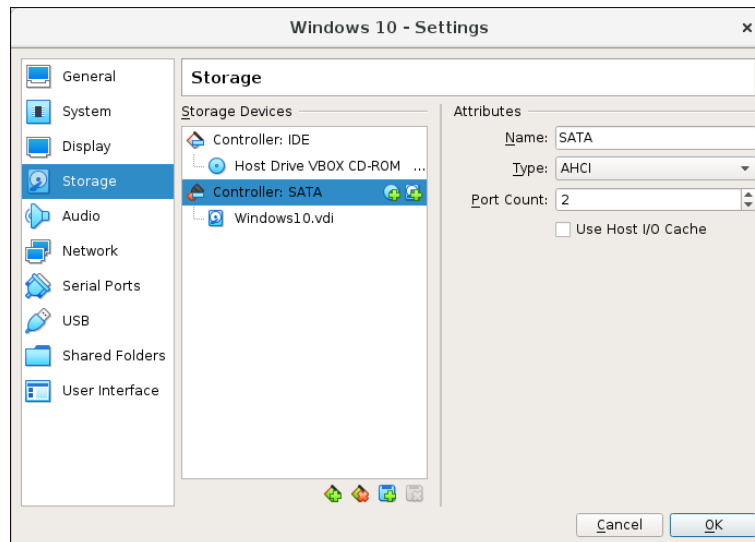 Windows 10 - Settings
×
General
System
Display
Storage
Audio
Network
Serial Ports
USB
Shared Folders
User Interface
Storage
Storage Devices
Controller: IDE
Host Drive VBOX CD-ROM ...
Controller: SATA
Windows10.vdi
Attributes
Name: SATA
Type: AHCI
Port Count: 2
Use Host I/O Cache
Cancel
OK